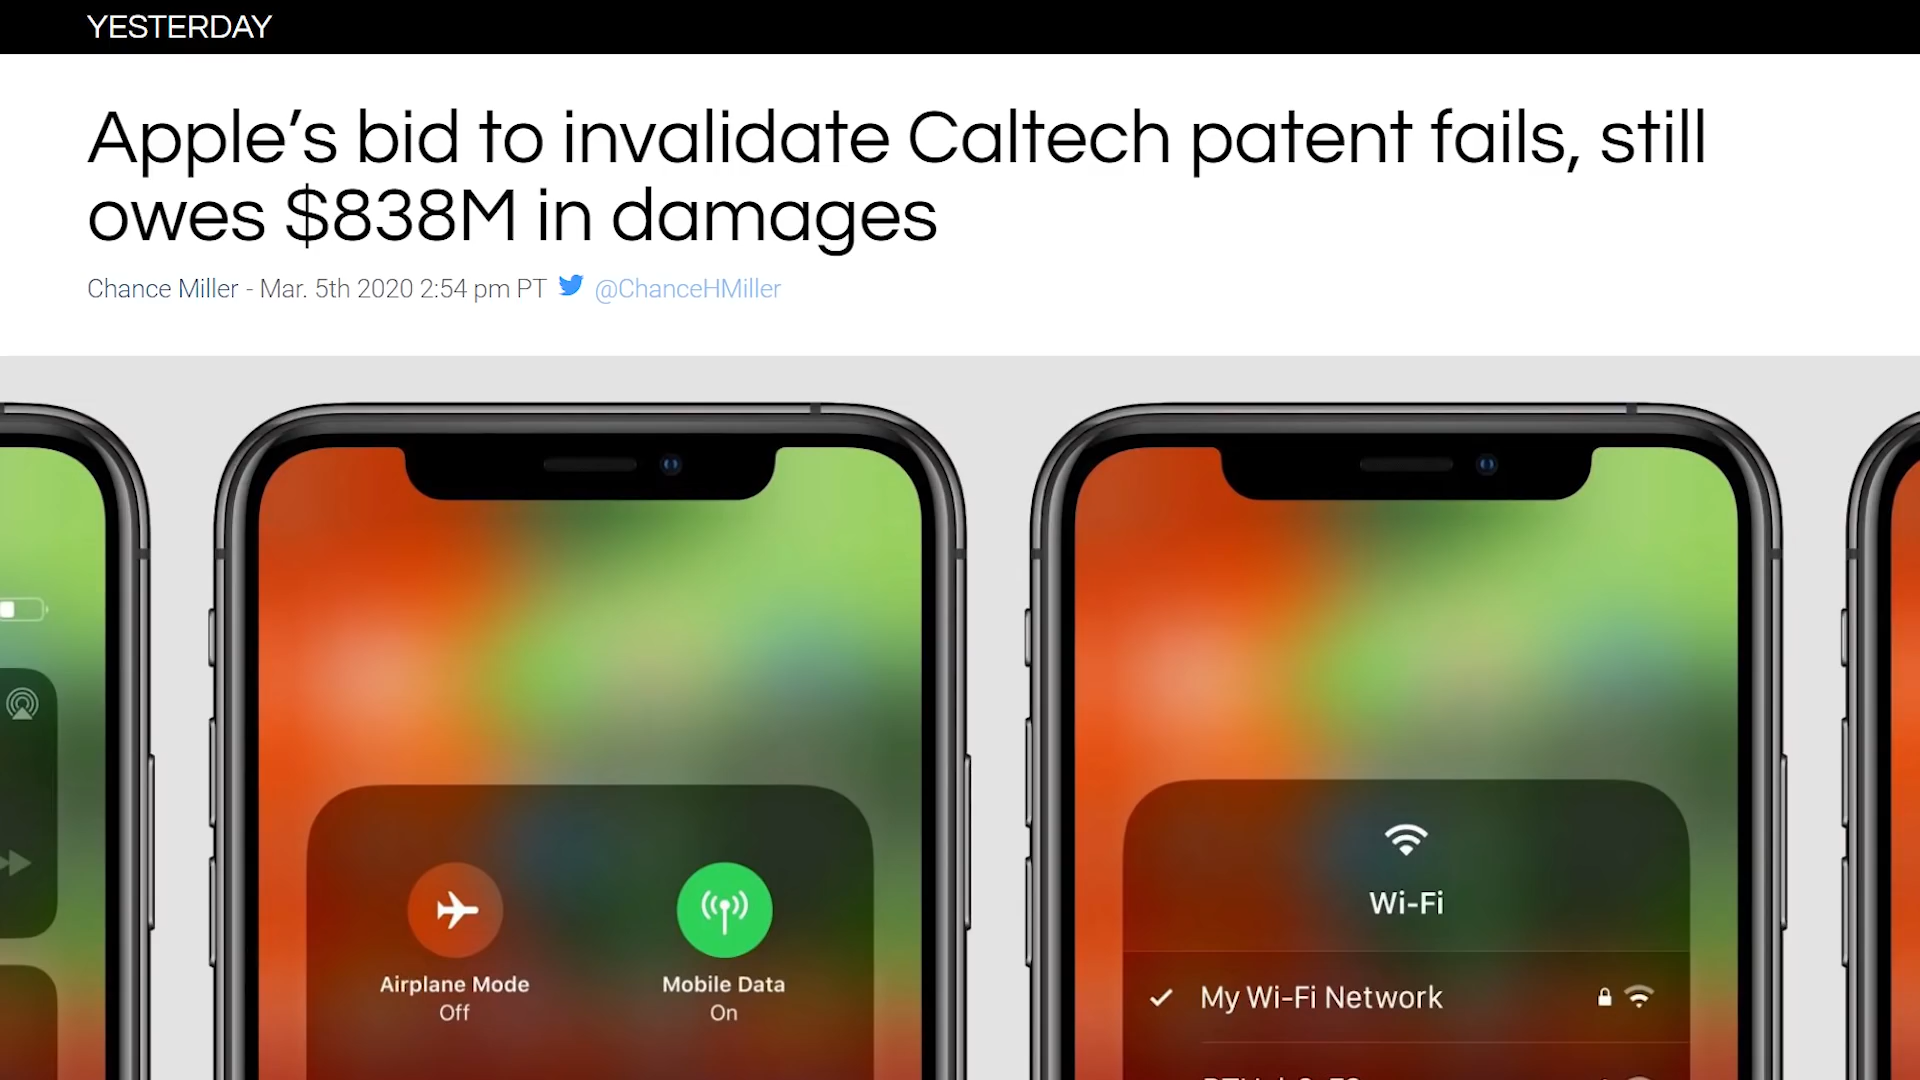 YESTERDAY
Apple’s bid to invalidate Caltech patent fails, still
owes $838M in damages
Chance Miller - Mar. 5th 2020 2:54 pm PT @ChanceHMiller
Wi-Fi
Airplane Mode
Off
Mobile Data
On
My Wi-Fi Network